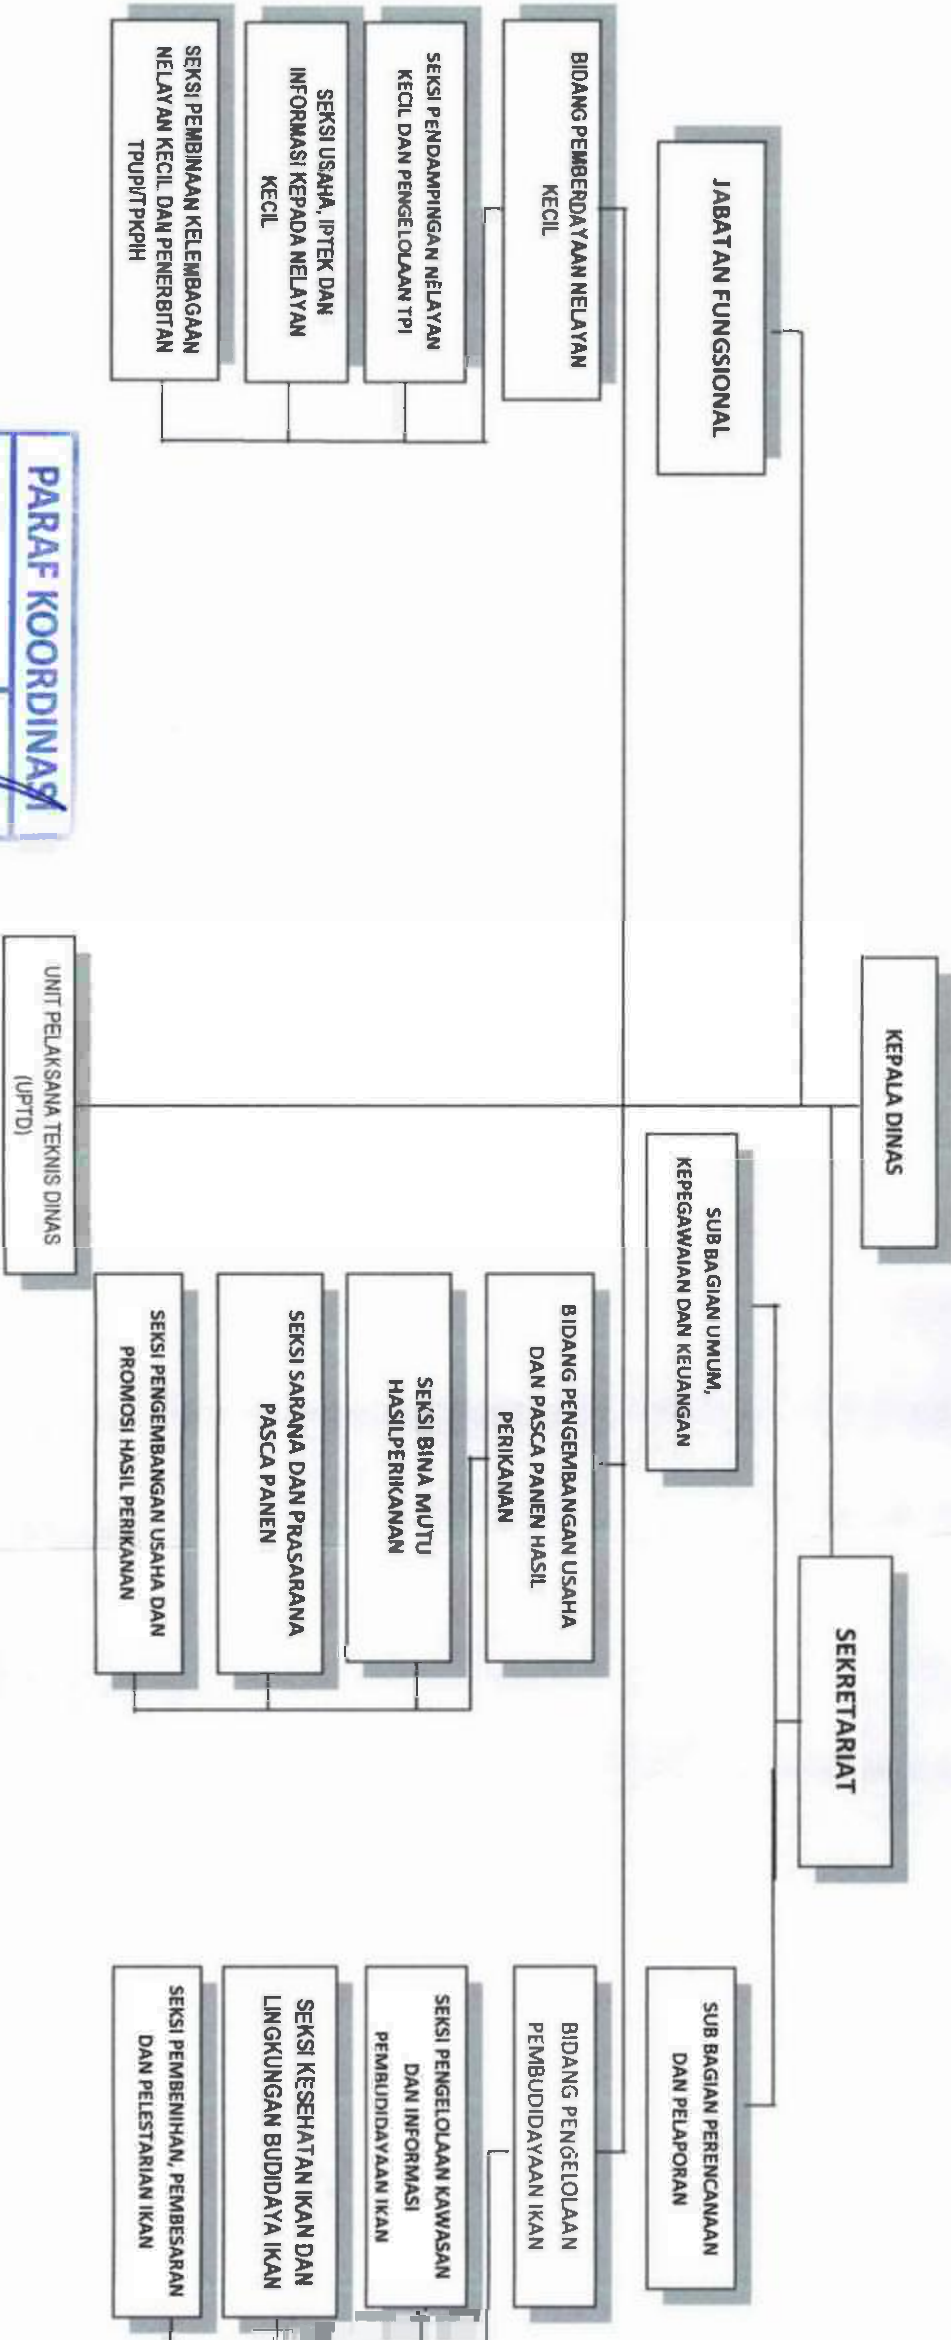 KEPALA DINAS
SEKRETARIAT
JABATAN FUNGSIONAL
SUB BAGIAN UMUM,
KEPEGAWAIAN DAN KEUANGAN
SUB BAGIAN PERENCANAAN
DAN PELAPORAN
BIDANG PEMBERDAYAAN NELAYAN
KECIL
SEKSI PENDAMPINGAN NELAYAN
KECIL DAN PENGELOLAAN TPI
SEKSI USAHA, IPTEK DAN
INFORMASI KEPADA NELAYAN
KECIL
SEKSI PEMBINAAN KELEMBAGAAN
NELAYAN KECIL DAN PENERBITAN
TPUPI/TPKPIH
BIDANG PENGEMBANGAN USAHA
DAN PASCA PANEN HASIL
PERIKANAN
SEKSI BINA MUTU
HASILPERIKANAN
SEKSI SARANA DAN PRASARANA
PASCA PANEN
SEKSI PENGEMBANGAN USAHA DAN
PROMOSI HASIL PERIKANAN
BIDANG PENGELOLAAN
PEMBUDIDAYAAN IKAN
SEKSI PENGELOLAAN KAWASAN
DAN INFORMASI
PEMBUDIDAYAAN IKAN
SEKSI KESEHATAN IKAN DAN
LINGKUNGAN BUDIDAYA IKAN
SEKSI PEMBENIHAN, PEMBESARAN
DAN PELESTARIAN IKAN
UNIT PELAKSANA TEKNIS DINAS
(UPTD)
PARAF KOORDINASI